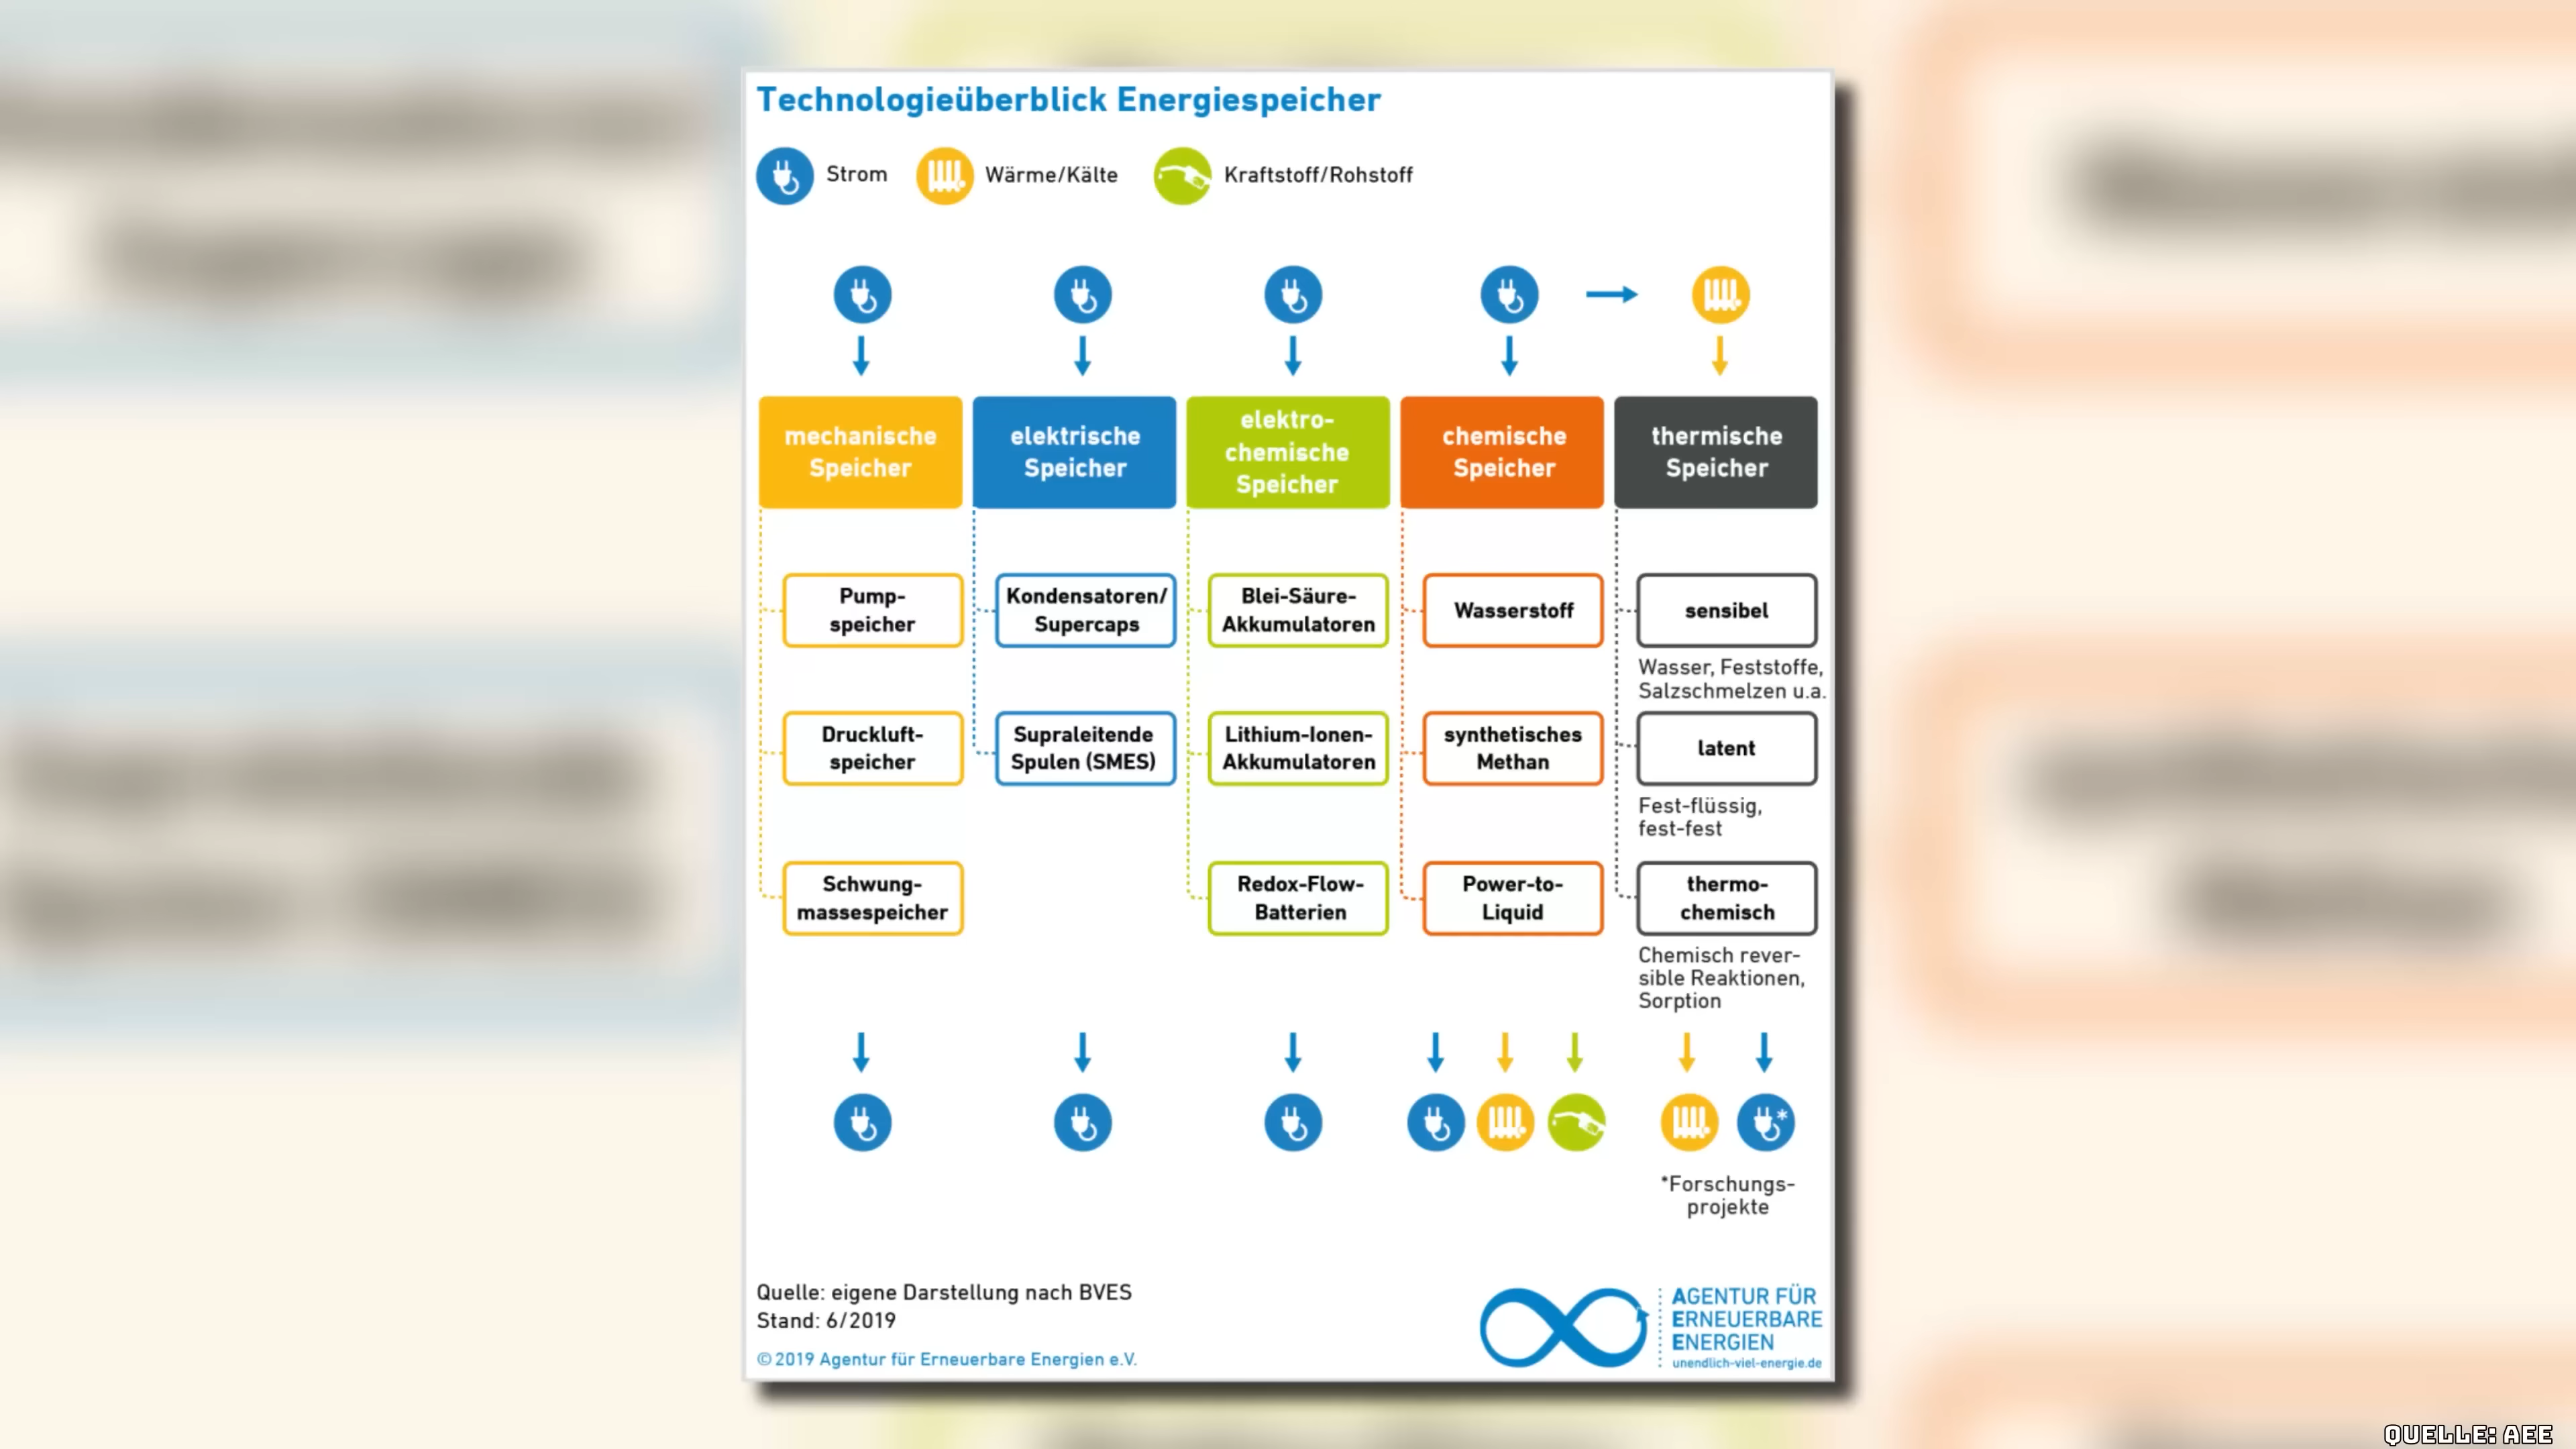 Technologieüberblick Energiespeicher
Strom
Wärme/Kälte
Kraftstoff/Rohstoff
mechanische
Speicher
elektrische
Speicher
elektro-
chemische
Speicher
chemische
Speicher
thermische
Speicher
Pump-
speicher
Kondensatoren/
Supercaps
Blei-Säure-
Akkumulatoren
Wasserstoff
sensibel
Wasser, Feststoffe,
Salzschmelzen u.a.
Druckluft-
speicher
Supraleitende
Spulen (SMES)
Lithium-Ionen-
Akkumulatoren
synthetisches
Methan
latent
Fest-flüssig,
fest-fest
Schwung-
massespeicher
Redox-Flow-
Batterien
Power-to-
Liquid
thermo-
chemisch
Chemisch rever-
sible Reaktionen,
Sorption
*
*Forschungs-
projekte
Quelle: eigene Darstellung nach BVES
Stand: 6/2019
© 2019 Agentur für Erneuerbare Energien e.V.
AGENTUR FÜR
ERNEUERBARE
ENERGIEN
unendlich-viel-energie.de
QUELLE: AEE